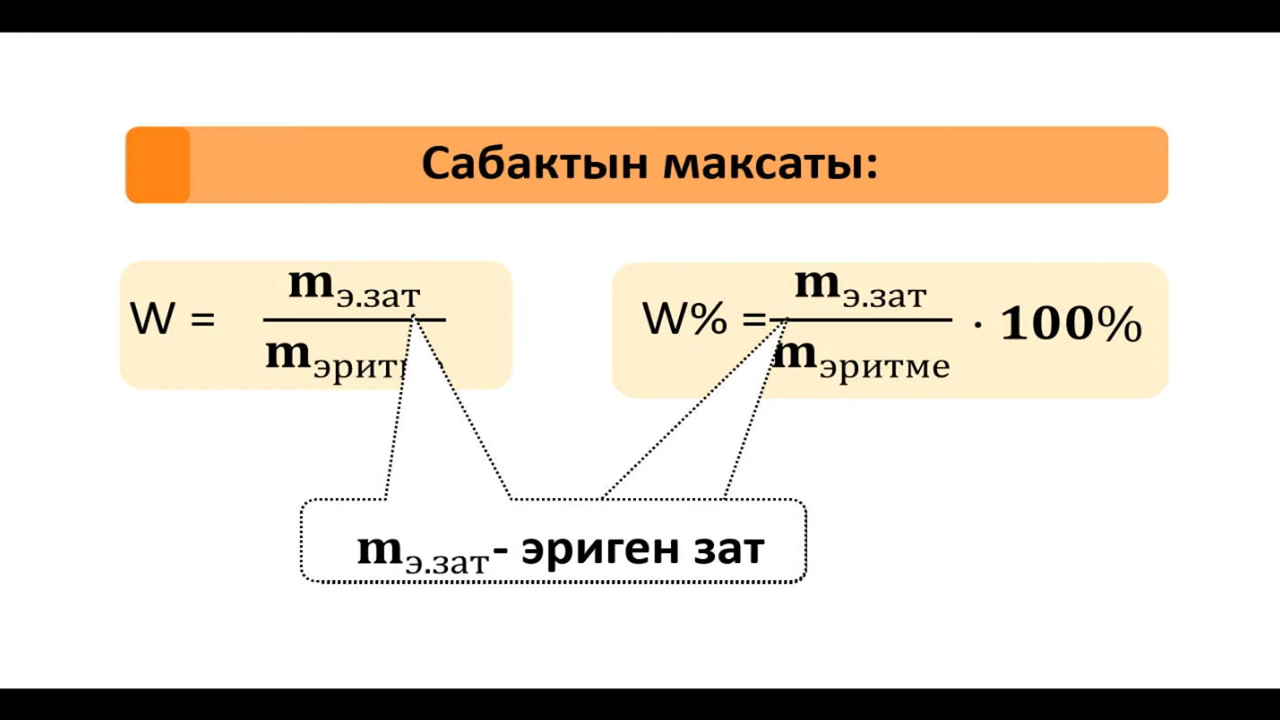 Сабактын максаты:
W = mэ.зат
W% = mэ.зат / mэритме · 100%
mэ.зат - эриген зат